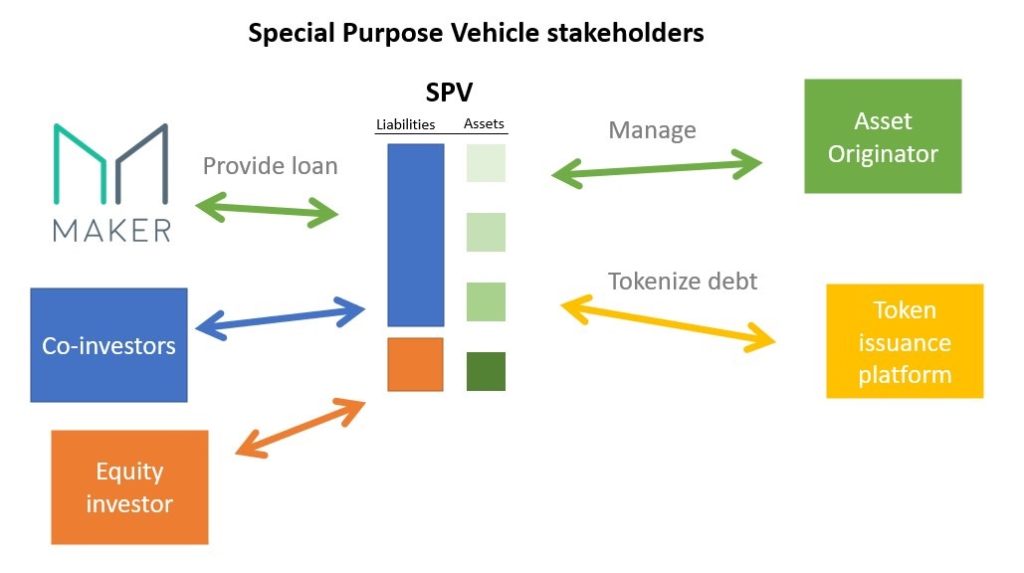 Special Purpose Vehicle stakeholders
SPV
Liabilities Assets
MAKER
Provide loan
Manage
Asset
Originator
Co-investors
Tokenize debt
Token
issuance
platform
Equity
investor